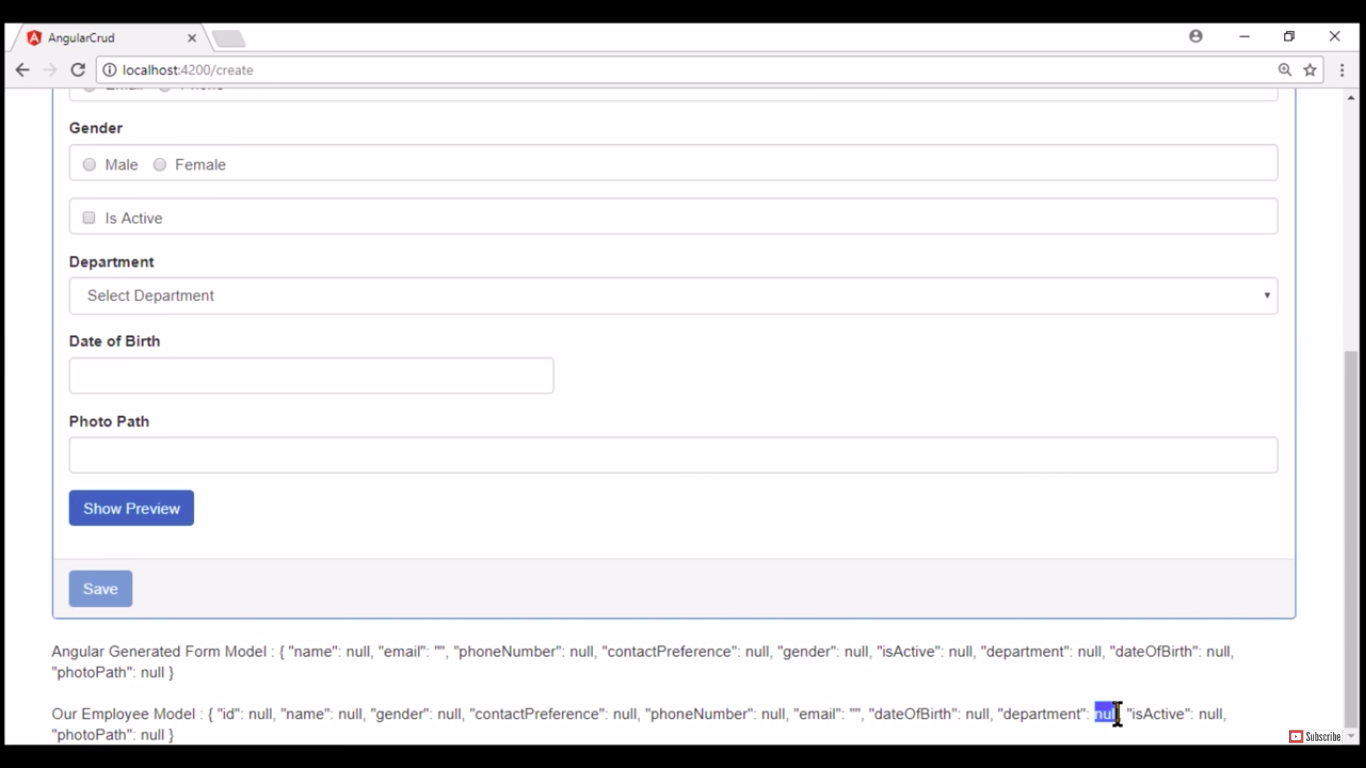 AngularCrud
localhost:4200/create
Email Phone
Gender
Male Female
Is Active
Department
Select Department
Date of Birth
Photo Path
Show Preview
Save
Angular Generated Form Model : { "name": null, "email": "", "phoneNumber": null, "contactPreference": null, "gender": null, "isActive": null, "department": null, "dateOfBirth": null,
"photoPath": null }
Our Employee Model : { "id": null, "name": null, "gender": null, "contactPreference": null, "phoneNumber": null, "email": "", "dateOfBirth": null, "department": null, "isActive": null,
"photoPath": null }
Subscribe